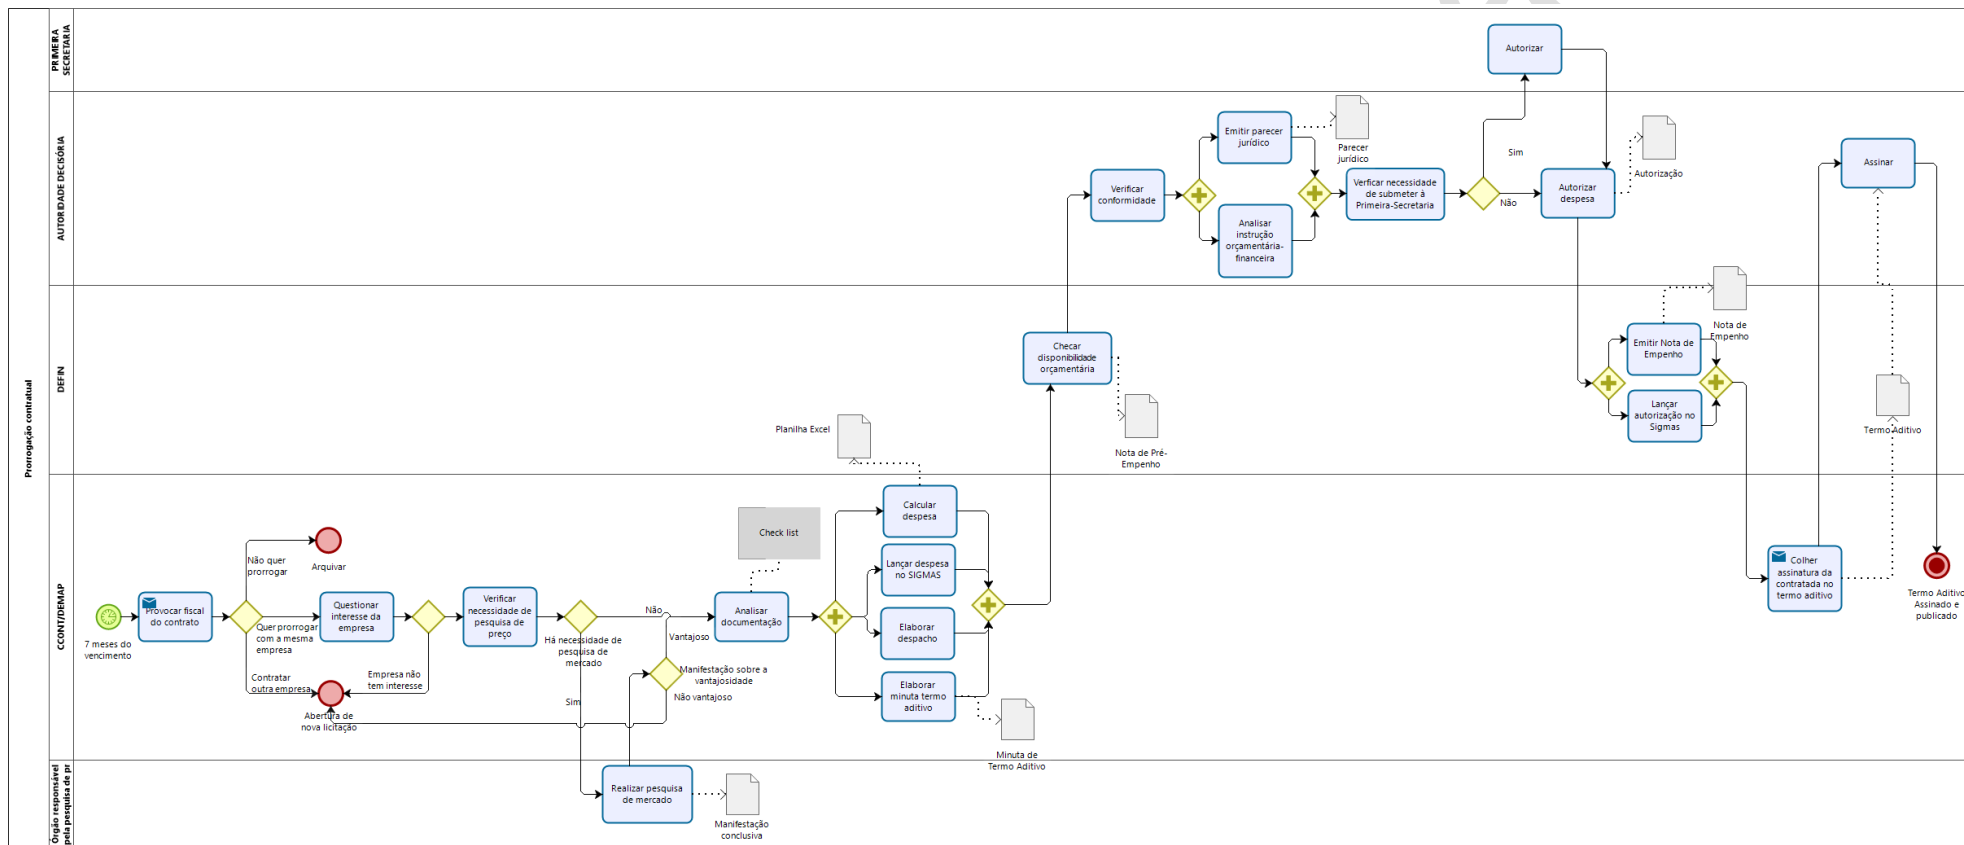 Prorrogação contratual
PRIMEIRA
SECRETARIA
Autorizar
AUTORIDADE DECISÓRIA
Verificar
conformidade
Emitir parecer
jurídico
Parecer
jurídico
Analisar
instrução
orçamentária-
financeira
Verficar necessidade
de submeter à
Primeira-Secretaria
Sim
Não
Autorizar
despesa
Autorização
Assinar
DEFIN
Checar
disponibilidade
orçamentária
Nota de Pré-
Empenho
Planilha Excel
Emitir Nota de
Empenho
Nota de
Empenho
Lançar
autorização no
Sigmas
Termo Aditivo
CCONT/DEMAP
7 meses do
vencimento
Provocar fiscal
do contrato
Não quer
prorrogar
Arquivar
Quer prorrogar
com a mesma
empresa
Contratar
outra empresa
Questionar
interesse da
empresa
Empresa não
tem interesse
Abertura de
nova licitação
Verificar
necessidade de
pesquisa de
preço
Há necessidade de
pesquisa de
mercado
Não
Sim
Vantajoso
Manifestação sobre a
vantajosidade
Não vantajoso
Check list
Analisar
documentação
Calcular
despesa
Lançar despesa
no SIGMAS
Elaborar
despacho
Elaborar
minuta termo
aditivo
Minuta de
Termo Aditivo
Colher
assinatura da
contratada no
termo aditivo
Termo Aditivo
Assinado e
publicado
Órgão responsável
pela pesquisa de pr
Realizar pesquisa
de mercado
Manifestação
conclusiva